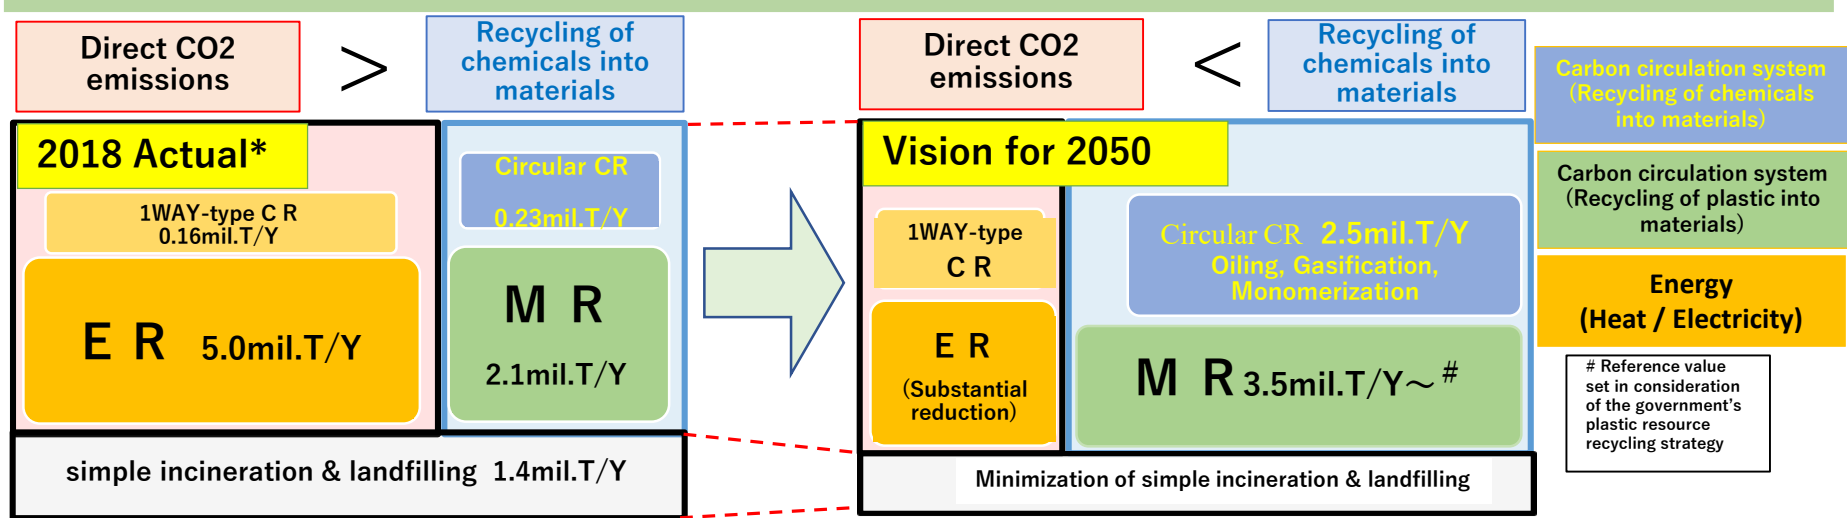 Direct CO2
emissions
>
Recycling of
chemicals into
materials
2018 Actual*
1WAY-type C R
0.16mil.T/Y
E R 5.0mil.T/Y
Circular CR
0.23mil.T/Y
M R
2.1mil.T/Y
simple incineration & landfilling 1.4mil.T/Y
Direct CO2
emissions
<
Recycling of
chemicals into
materials
Vision for 2050
1WAY-type
C R
E R
(Substantial
reduction)
Circular CR 2.5mil.T/Y
Oiling, Gasification,
Monomerization
M R 3.5mil.T/Y～#
Minimization of simple incineration & landfilling
Carbon circulation system
(Recycling of chemicals
into materials)
Carbon circulation system
(Recycling of plastic into
materials)
Energy
(Heat / Electricity)
# Reference value
set in consideration
of the government's
plastic resource
recycling strategy